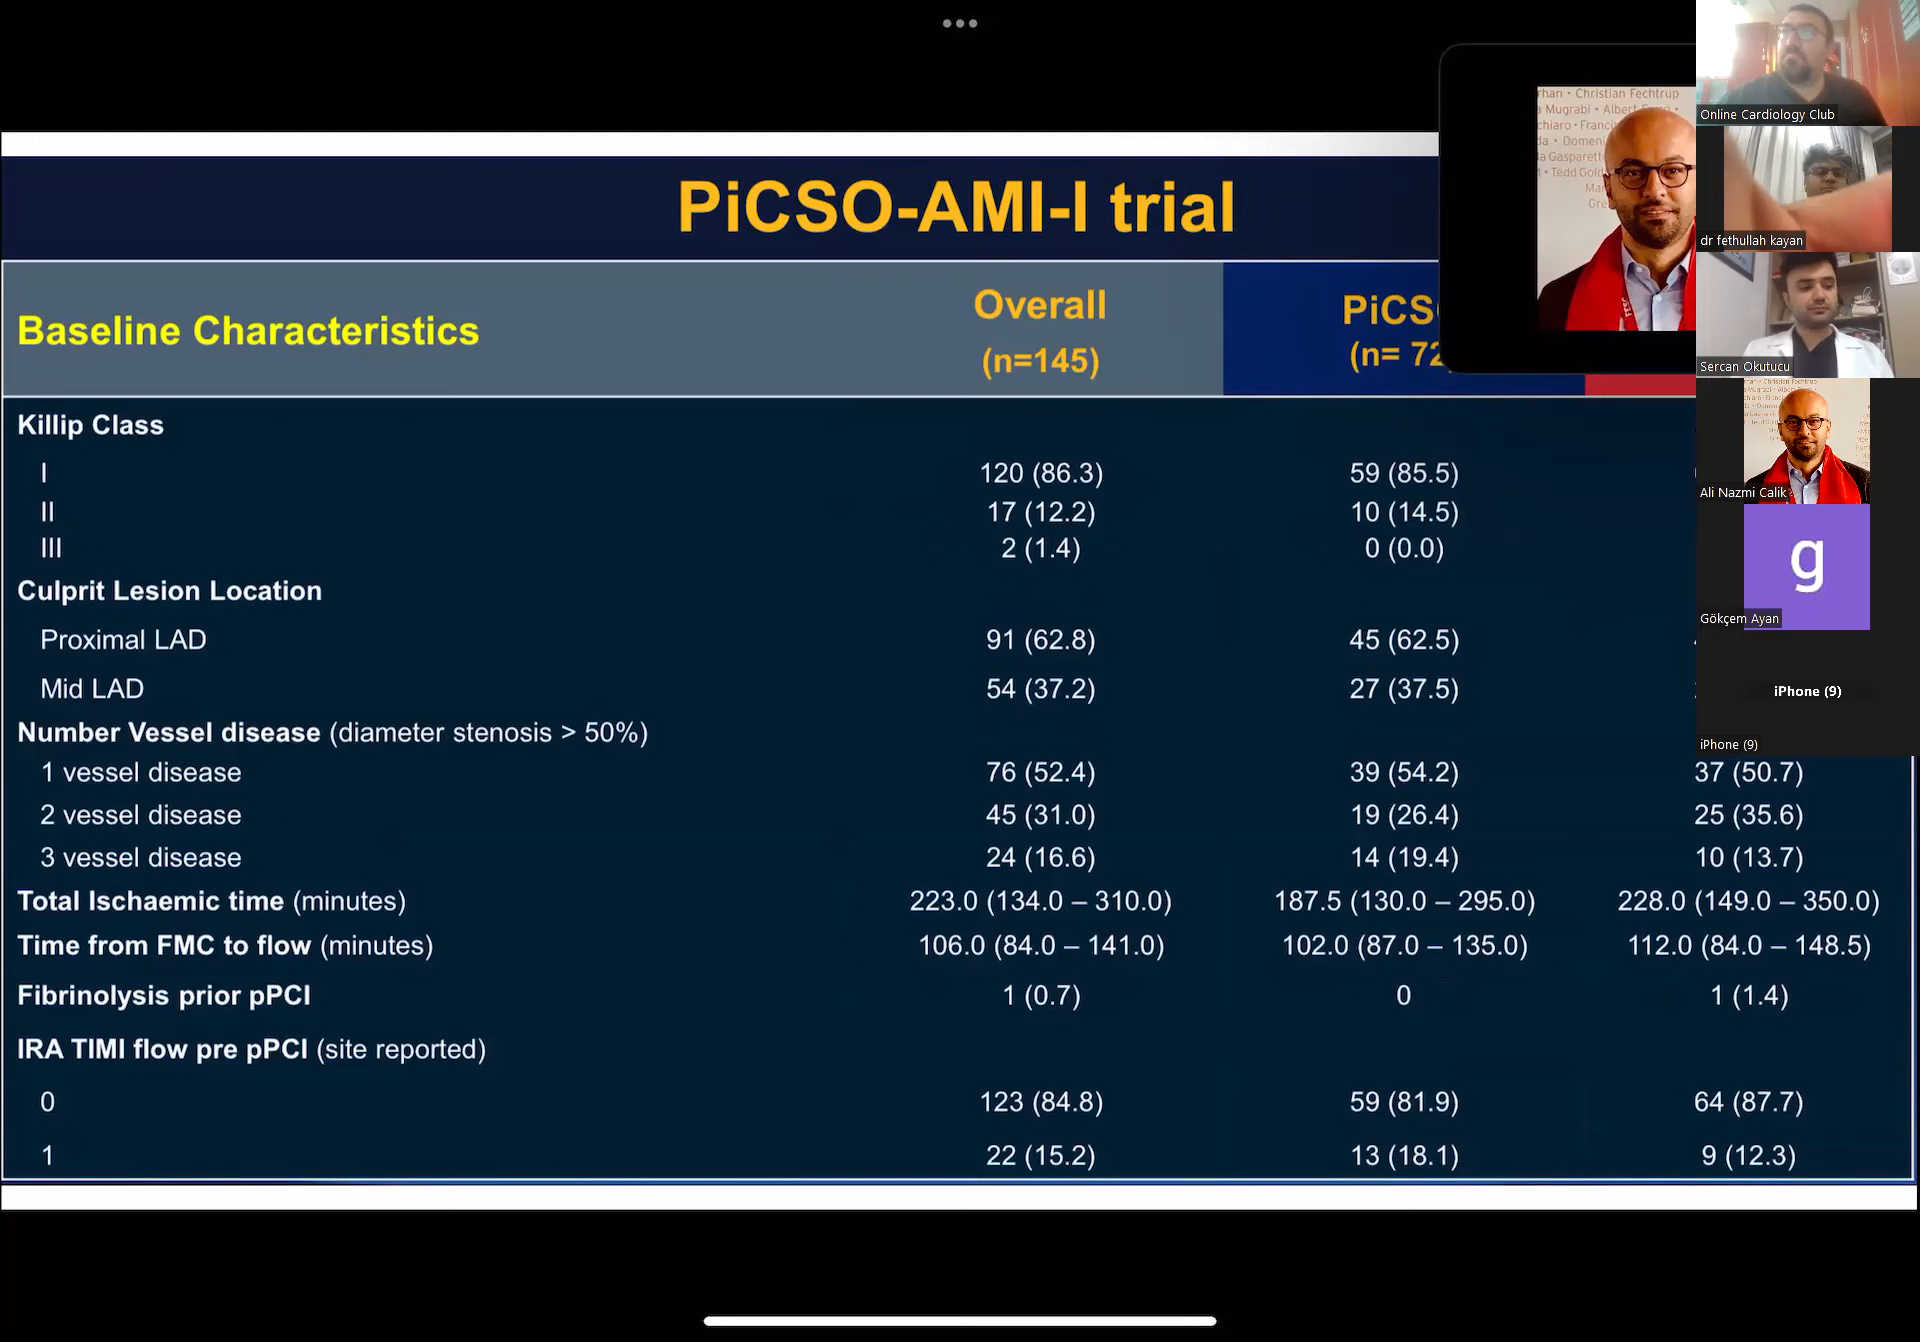 PiCSO-AMI-I trial
Baseline Characteristics
Overall
(n=145)
(n= 72
Killip Class
I 120 (86.3) 59 (85.5)
II 17 (12.2) 10 (14.5)
III 2 (1.4) 0 (0.0)
Culprit Lesion Location
Proximal LAD 91 (62.8) 45 (62.5)
Mid LAD 54 (37.2) 27 (37.5)
Number Vessel disease (diameter stenosis > 50%)
1 vessel disease 76 (52.4) 39 (54.2) 37 (50.7)
2 vessel disease 45 (31.0) 19 (26.4) 25 (35.6)
3 vessel disease 24 (16.6) 14 (19.4) 10 (13.7)
Total Ischaemic time (minutes) 223.0 (134.0 – 310.0) 187.5 (130.0 – 295.0) 228.0 (149.0 – 350.0)
Time from FMC to flow (minutes) 106.0 (84.0 – 141.0) 102.0 (87.0 – 135.0) 112.0 (84.0 – 148.5)
Fibrinolysis prior pPCI 1 (0.7) 0 1 (1.4)
IRA TIMI flow pre pPCI (site reported)
0 123 (84.8) 59 (81.9) 64 (87.7)
1 22 (15.2) 13 (18.1) 9 (12.3)
Christian Fechtrup
Mugrabi • Albert
Online Cardiology Club
dr fethullah kayan
Sercan Okutucu
Ali Nazmi Calik
g
Gökçem Ayan
iPhone (9)
iPhone (9)